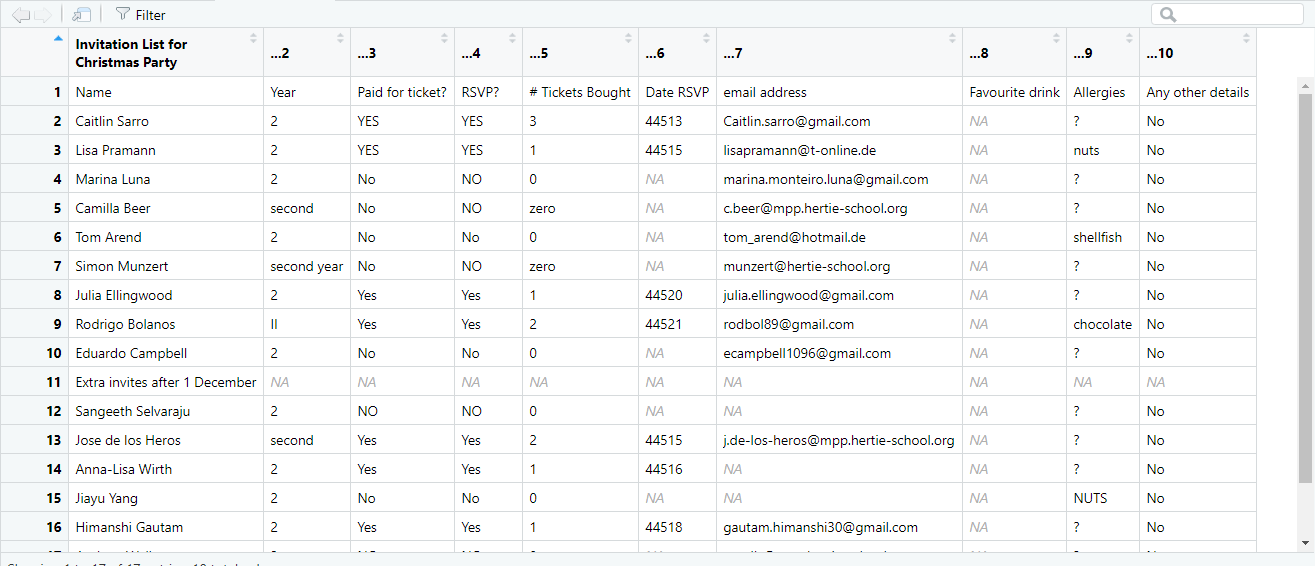 Filter
Invitation List for Christmas Party ...2 ...3 ...4 ...5 ...6 ...7 ...8 ...9 ...10
1 Name Year Paid for ticket? RSVP? # Tickets Bought Date RSVP email address Favourite drink Allergies Any other details
2 Caitlin Sarro 2 YES YES 3 44513 Caitlin.sarro@gmail.com NA ? No
3 Lisa Pramann 2 YES YES 1 44515 lisapramann@t-online.de NA nuts No
4 Marina Luna 2 No NO 0 NA marina.monteiro.luna@gmail.com NA ? No
5 Camilla Beer second No NO zero NA c.beer@mpp.hertie-school.org NA ? No
6 Tom Arend 2 No No 0 NA tom_arend@hotmail.de NA shellfish No
7 Simon Munzert second year No NO zero NA munzert@hertie-school.org NA ? No
8 Julia Ellingwood 2 Yes Yes 1 44520 julia.ellingwood@gmail.com NA ? No
9 Rodrigo Bolanos II Yes Yes 2 44521 rodbol89@gmail.com NA chocolate No
10 Eduardo Campbell 2 No No 0 NA ecampbell1096@gmail.com NA ? No
11 Extra invites after 1 December NA NA NA NA NA NA NA NA NA
12 Sangeeth Selvaraju 2 NO NO 0 NA NA NA ? No
13 Jose de los Heros second Yes Yes 2 44515 j.de-los-heros@mpp.hertie-school.org NA ? No
14 Anna-Lisa Wirth 2 Yes Yes 1 44516 NA NA ? No
15 Jiayu Yang 2 No No 0 NA NA NA NUTS No
16 Himanshi Gautam 2 Yes Yes 1 44518 gautam.himanshi30@gmail.com NA ? No